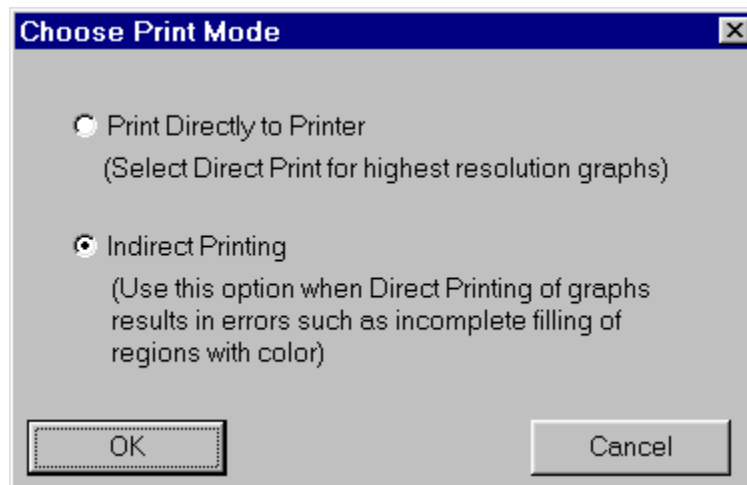 Choose Print Mode
Print Directly to Printer
(Select Direct Print for highest resolution graphs)
Indirect Printing
(Use this option when Direct Printing of graphs
results in errors such as incomplete filling of
regions with color)
OK
Cancel